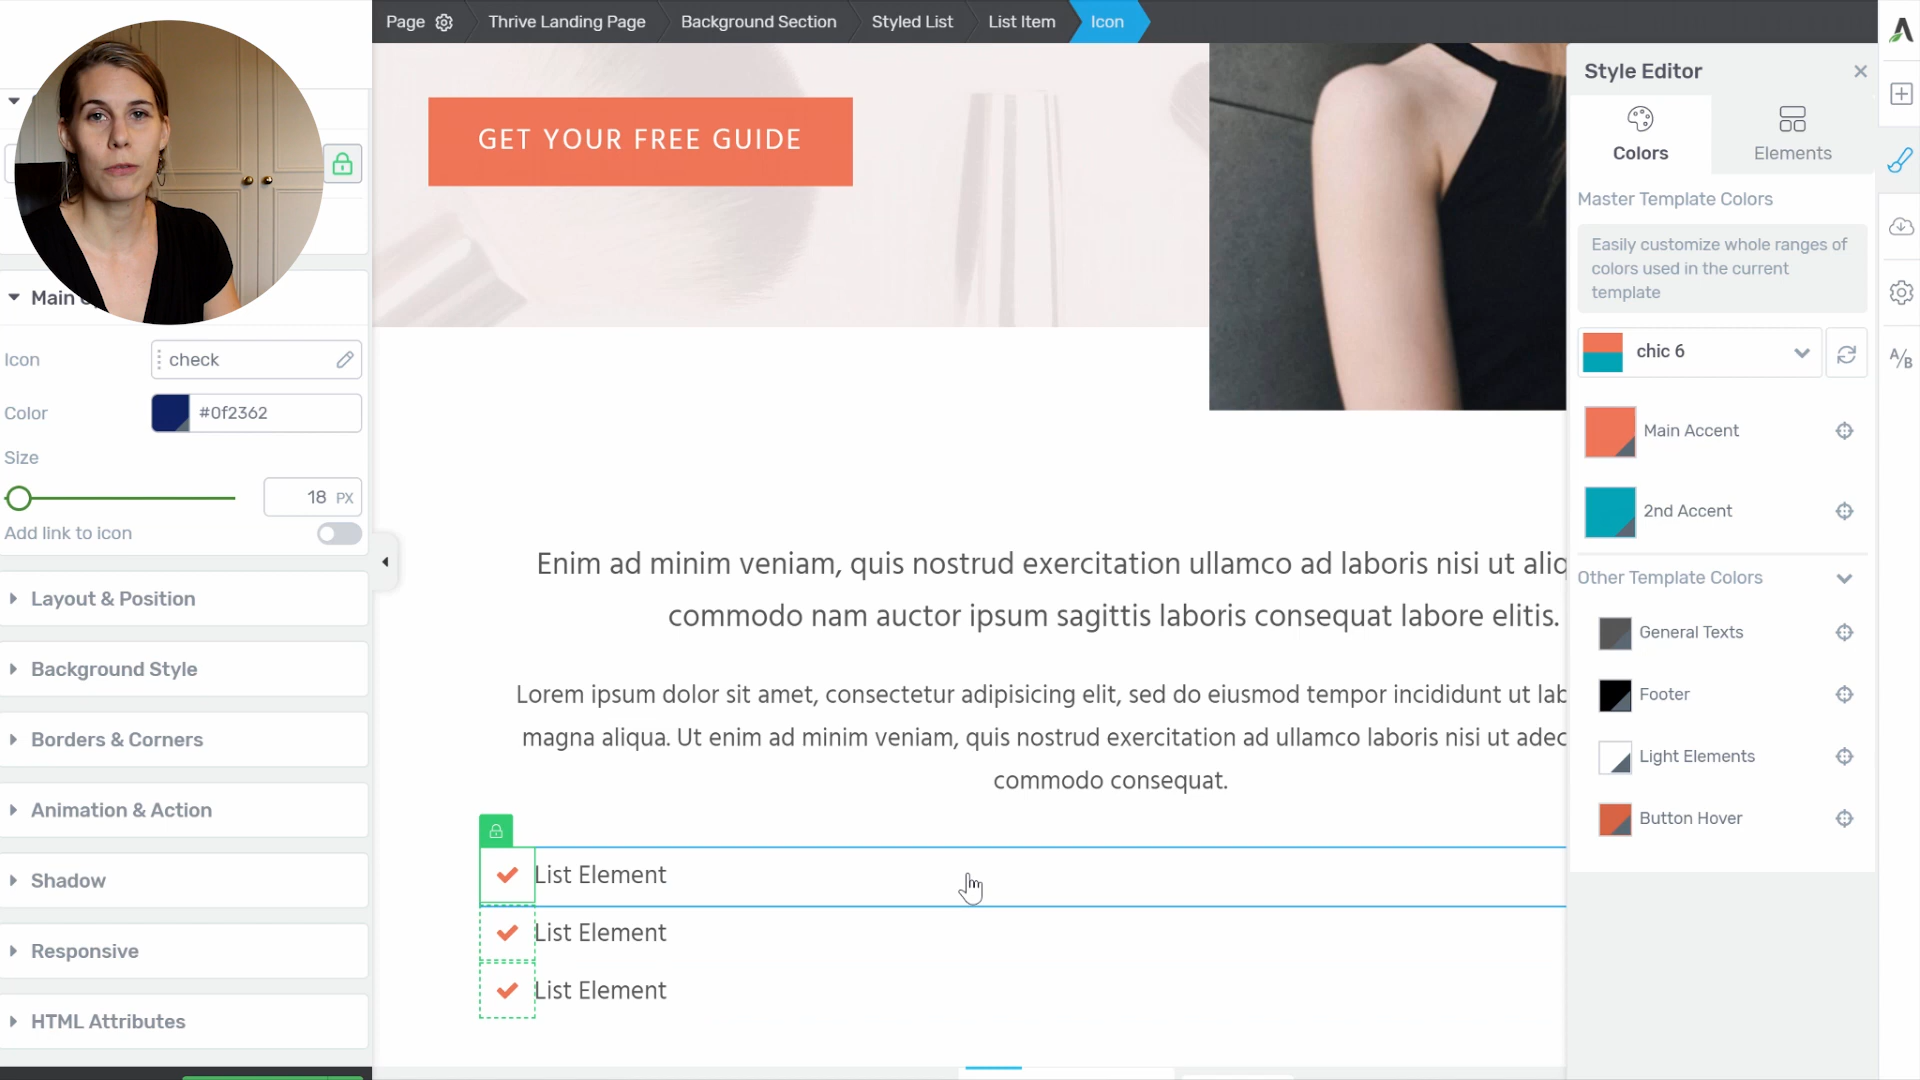 Page
Thrive Landing Page
Background Section
Styled List
List Item
Icon
GET YOUR FREE GUIDE
Main
Icon
check
Color
#0f2362
Size
18 PX
Add link to icon
Layout & Position
Background Style
Borders & Corners
Animation & Action
Shadow
Responsive
HTML Attributes
Enim ad minim veniam, quis nostrud exercitation ullamco ad laboris nisi ut aliq
commodo nam auctor ipsum sagittis laboris consequat labore elitis.
Lorem ipsum dolor sit amet, consectetur adipisicing elit, sed do eiusmod tempor incididunt ut lab
magna aliqua. Ut enim ad minim veniam, quis nostrud exercitation ad ullamco laboris nisi ut adec
commodo consequat.
List Element
List Element
List Element
Style Editor
Colors
Elements
Master Template Colors
Easily customize whole ranges of
colors used in the current
template
chic 6
Main Accent
2nd Accent
Other Template Colors
General Texts
Footer
Light Elements
Button Hover
A/B